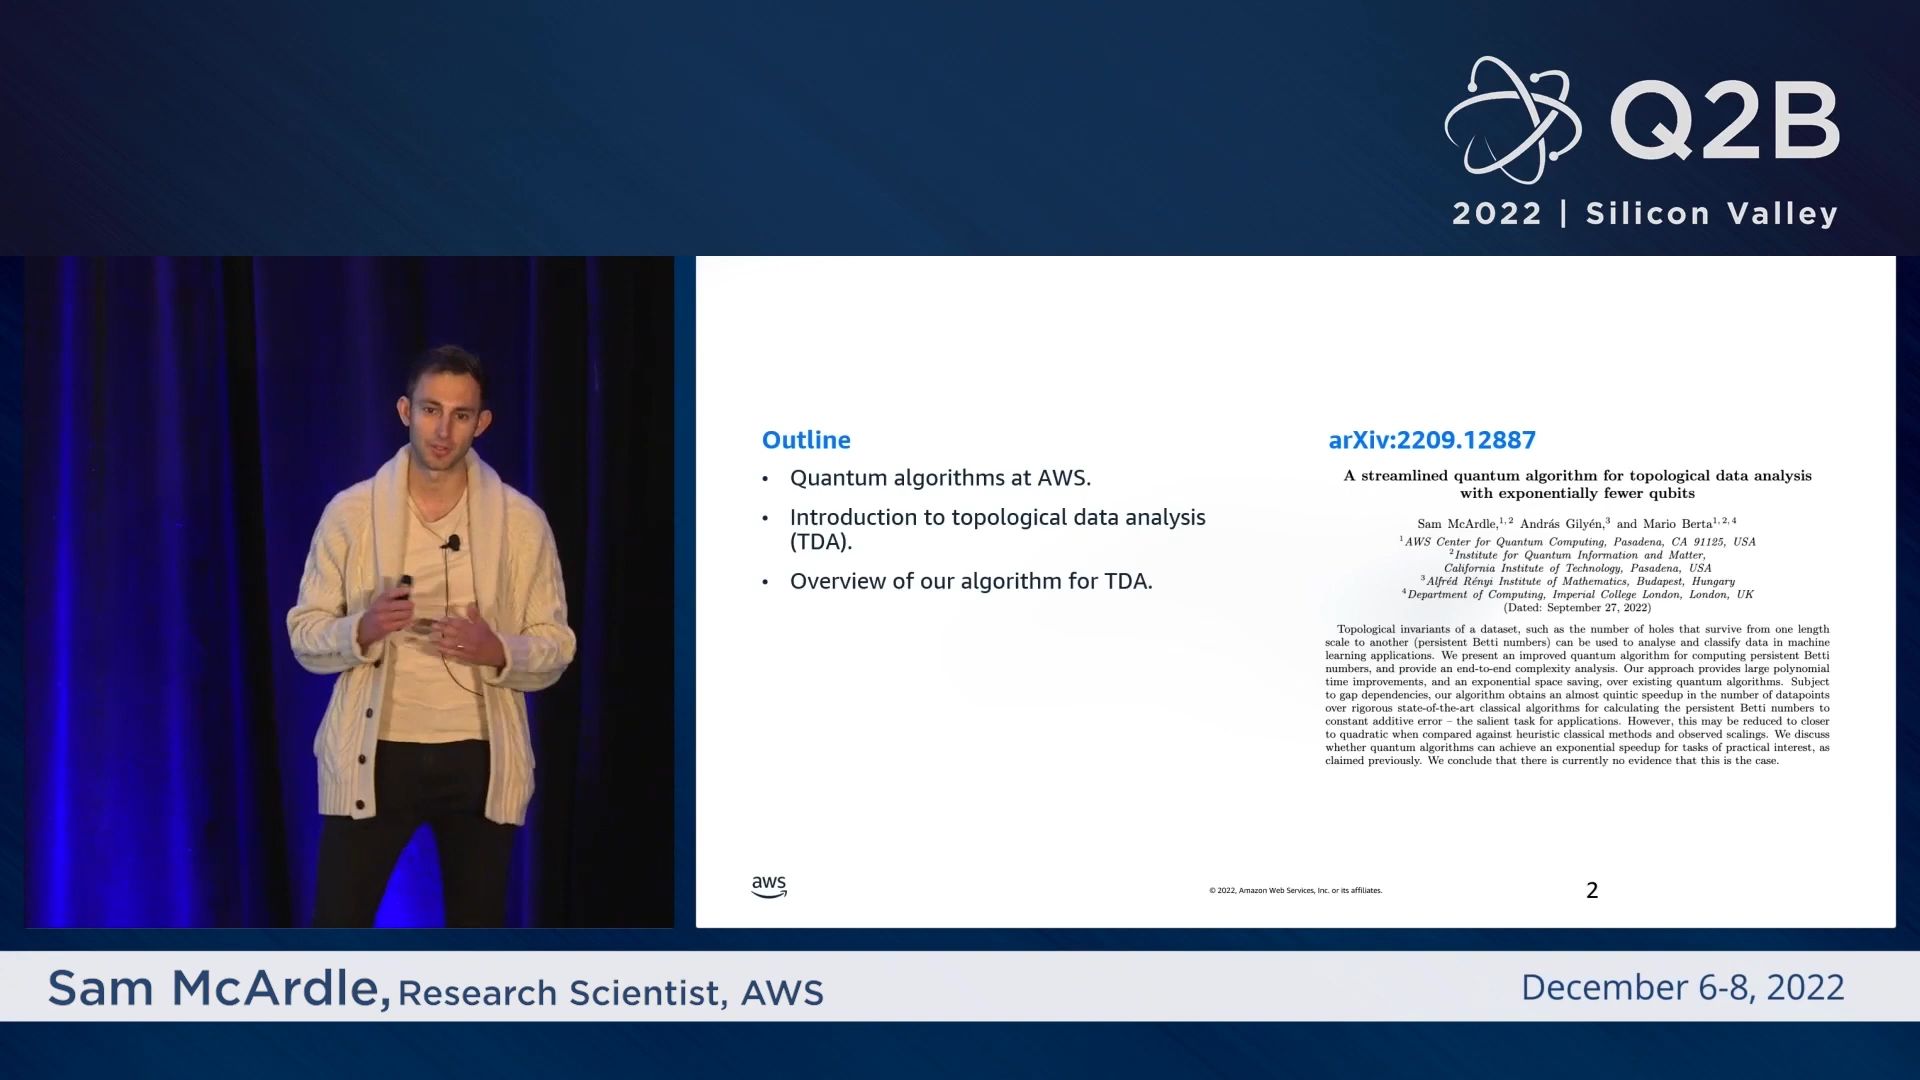 Q2B
2022 | Silicon Valley
Outline
• Quantum algorithms at AWS.
• Introduction to topological data analysis
(TDA).
• Overview of our algorithm for TDA.
arXiv:2209.12887
A streamlined quantum algorithm for topological data analysis
with exponentially fewer qubits
Sam McArdle,1, 2 András Gilyén,3 and Mario Berta1, 2, 4
1AWS Center for Quantum Computing, Pasadena, CA 91125, USA
2Institute for Quantum Information and Matter,
California Institute of Technology, Pasadena, USA
3Alfréd Rényi Institute of Mathematics, Budapest, Hungary
4Department of Computing, Imperial College London, London, UK
(Dated: September 27, 2022)
Topological invariants of a dataset, such as the number of holes that survive from one length
scale to another (persistent Betti numbers) can be used to analyse and classify data in machine
learning applications. We present an improved quantum algorithm for computing persistent Betti
numbers, and provide an end-to-end complexity analysis. Our approach provides large polynomial
time improvements, and an exponential space saving, over existing quantum algorithms. Subject
to gap dependencies, our algorithm obtains an almost quintic speedup in the number of datapoints
over rigorous state-of-the-art classical algorithms for calculating the persistent Betti numbers to
constant additive error – the salient task for applications. However, this may be reduced to closer
to quadratic when compared against heuristic classical methods and observed scalings. We discuss
whether quantum algorithms can achieve an exponential speedup for tasks of practical interest, as
claimed previously. We conclude that there is currently no evidence that this is the case.
aws
© 2022, Amazon Web Services, Inc. or its affiliates.
2
Sam McArdle, Research Scientist, AWS
December 6-8, 2022